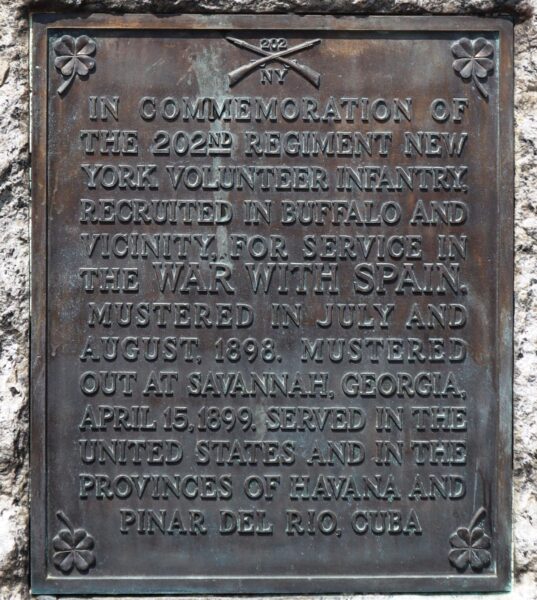 202
NY
IN COMMEMORATION OF
THE 202ND REGIMENT NEW
YORK VOLUNTEER INFANTRY,
RECRUITED IN BUFFALO AND
VICINITY, FOR SERVICE IN
THE WAR WITH SPAIN.
MUSTERED IN JULY AND
AUGUST, 1898. MUSTERED
OUT AT SAVANNAH, GEORGIA,
APRIL 15, 1899. SERVED IN THE
UNITED STATES AND IN THE
PROVINCES OF HAVANA AND
PINAR DEL RIO, CUBA